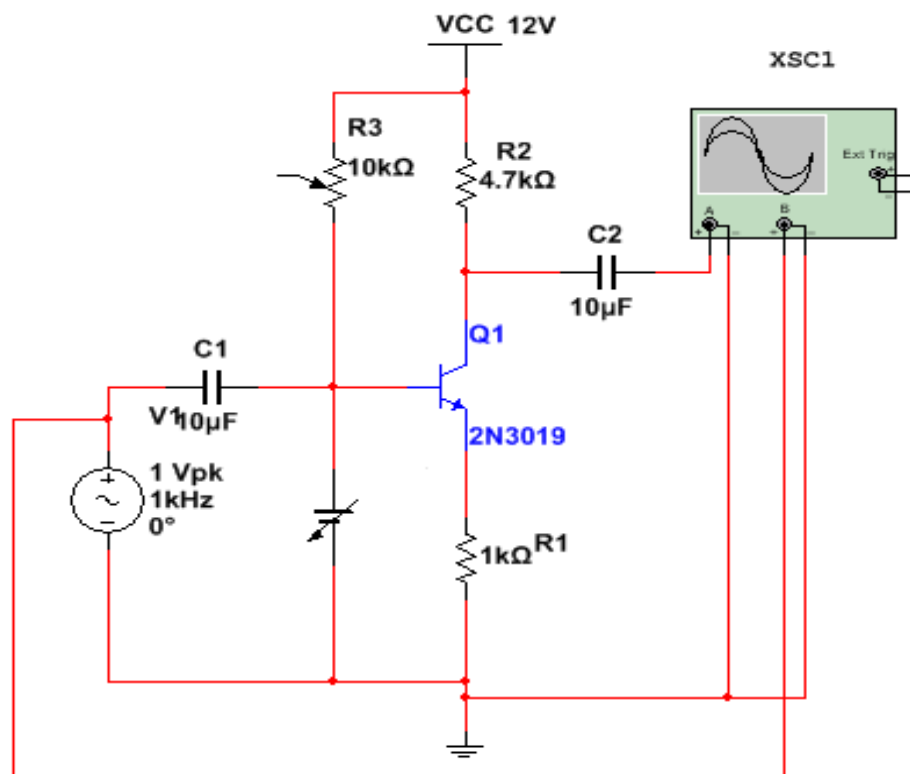 VCC 12V
XSC1
R3
10kΩ
R2
4.7kΩ
Ext Trig
+
−
A
B
+ − + −
C2
10µF
Q1
C1
V1
10µF
2N3019
1 Vpk
1kHz
0°
1kΩ
R1